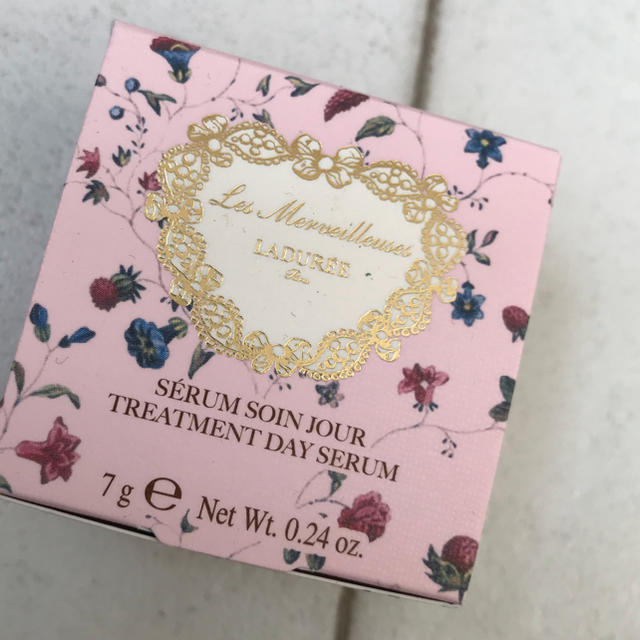 Les Merveilleuses
LADURÉE
Paris
SÉRUM SOIN JOUR
TREATMENT DAY SERUM
7 g ℮ Net Wt. 0.24 oz.